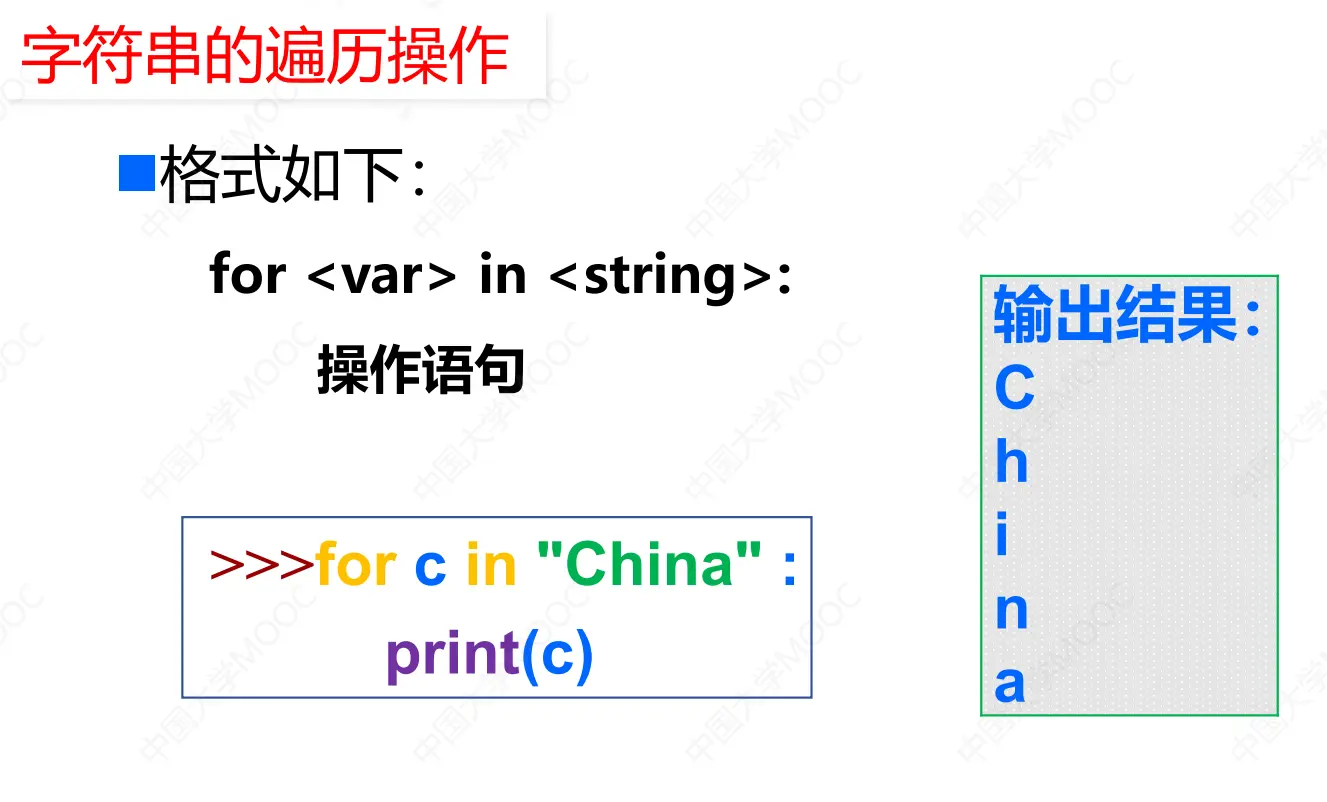 字符串的遍历操作
格式如下：
for <var> in <string>:
操作语句
>>>for c in "China" :
print(c)
输出结果：
C
h
i
n
a
中国大学MOOC